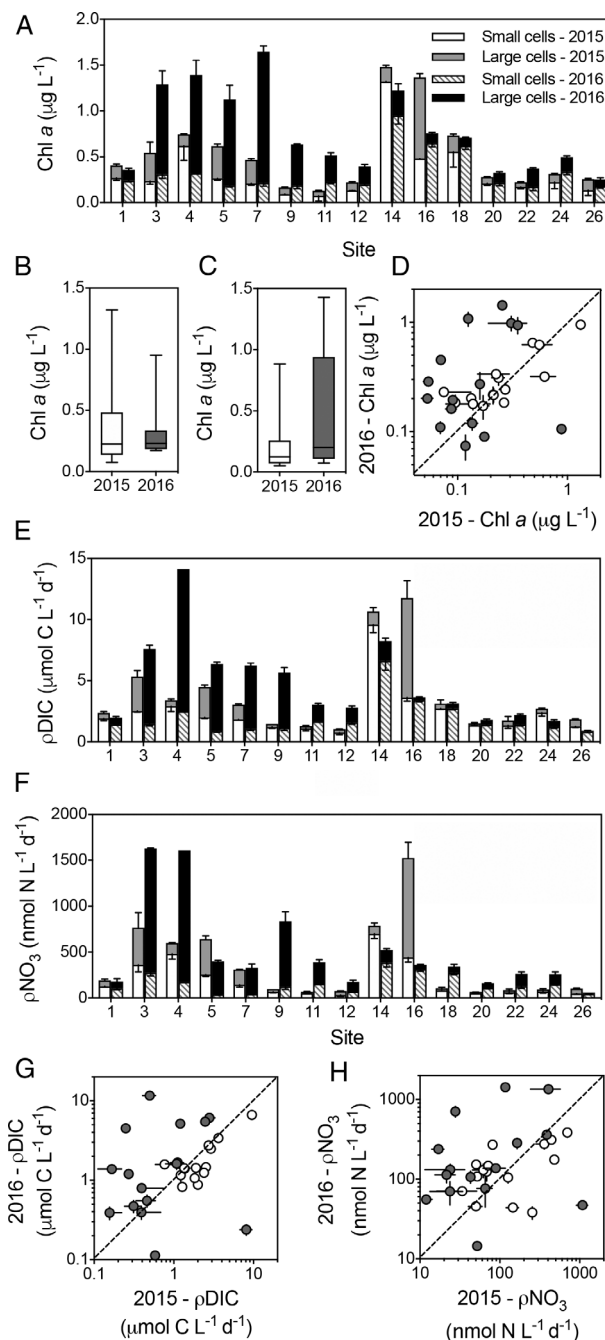 A
Chl a (µg L⁻¹)
2.0
1.5
1.0
0.5
0.0
Small cells - 2015
Large cells - 2015
Small cells - 2016
Large cells - 2016
1 3 4 5 7 9 11 12 14 16 18 20 22 24 26
Site
B
Chl a (µg L⁻¹)
1.5
1.0
0.5
0.0
2015 2016
C
Chl a (µg L⁻¹)
1.5
1.0
0.5
0.0
2015 2016
D
2016 - Chl a (µg L⁻¹)
1
0.1
0.1 1
2015 - Chl a (µg L⁻¹)
E
ρDIC (µmol C L⁻¹ d⁻¹)
15
10
5
0
1 3 4 5 7 9 11 12 14 16 18 20 22 24 26
F
ρNO₃ (nmol N L⁻¹ d⁻¹)
2000
1500
1000
500
0
1 3 4 5 7 9 11 12 14 16 18 20 22 24 26
Site
G
2016 - ρDIC
(µmol C L⁻¹ d⁻¹)
10
1
0.1
0.1 1 10
2015 - ρDIC
(µmol C L⁻¹ d⁻¹)
H
2016 - ρNO₃
(nmol N L⁻¹ d⁻¹)
1000
100
10
10 100 1000
2015 - ρNO₃
(nmol N L⁻¹ d⁻¹)